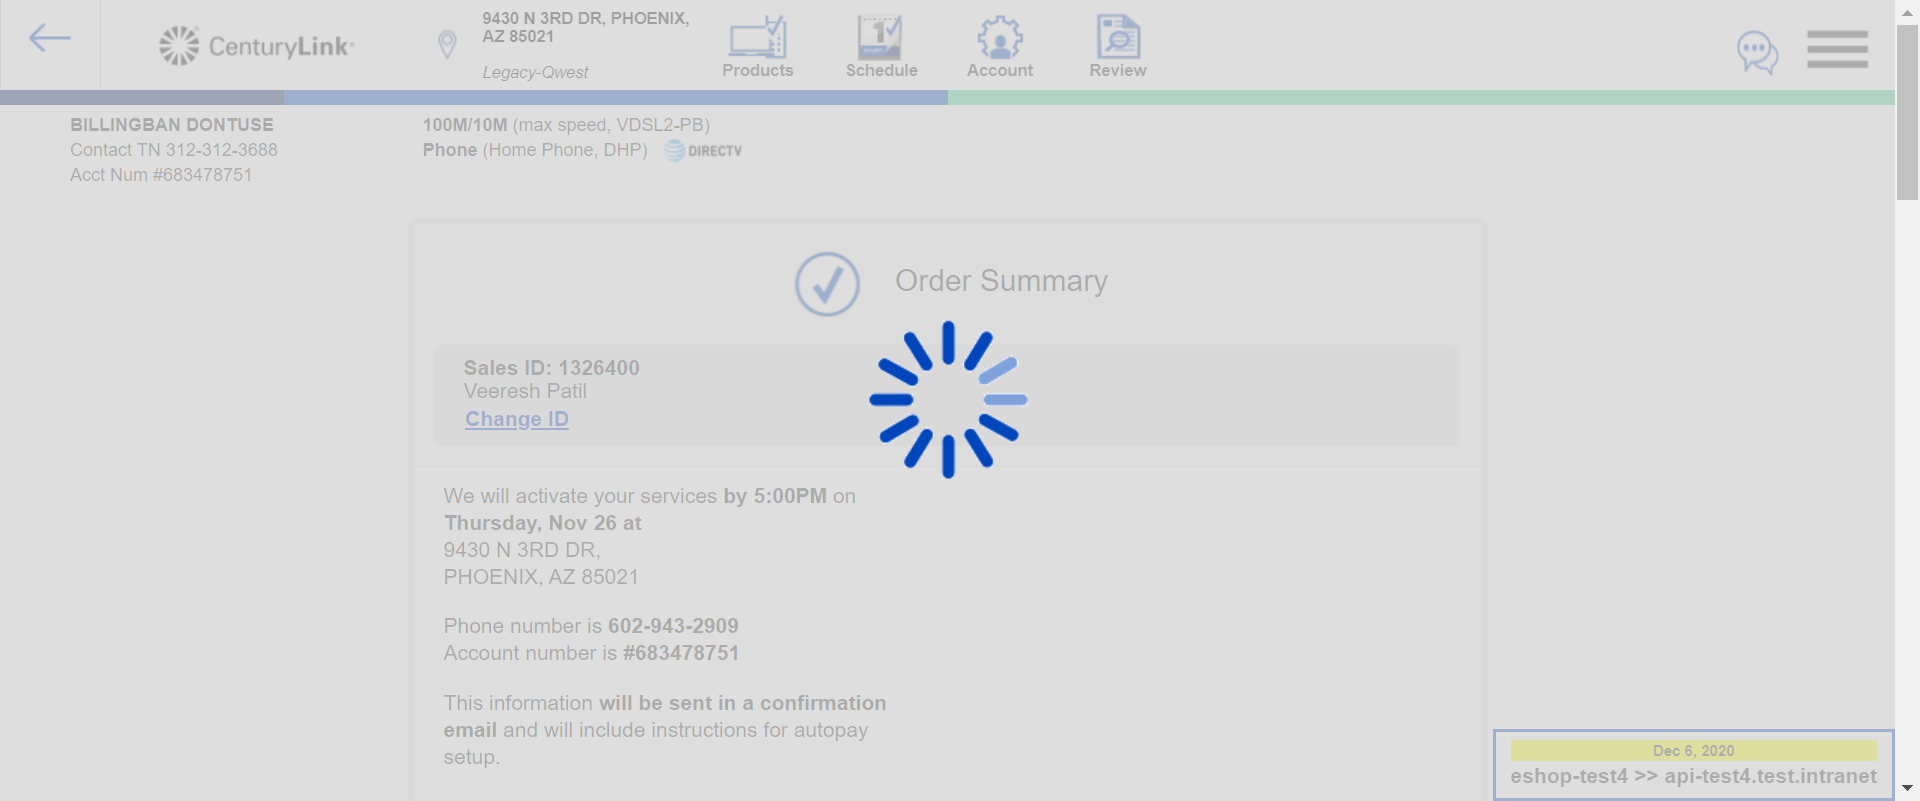 CenturyLink
9430 N 3RD DR, PHOENIX,
AZ 85021
Legacy-Qwest
Products
1
Schedule
Account
Review
BILLINGBAN DONTUSE
Contact TN 312-312-3688
Acct Num #683478751
100M/10M (max speed, VDSL2-PB)
Phone (Home Phone, DHP) DIRECTV
Order Summary
Sales ID: 1326400
Veeresh Patil
Change ID
We will activate your services by 5:00PM on
Thursday, Nov 26 at
9430 N 3RD DR,
PHOENIX, AZ 85021
Phone number is 602-943-2909
Account number is #683478751
This information will be sent in a confirmation
email and will include instructions for autopay
setup.
Dec 6, 2020
eshop-test4 >> api-test4.test.intranet